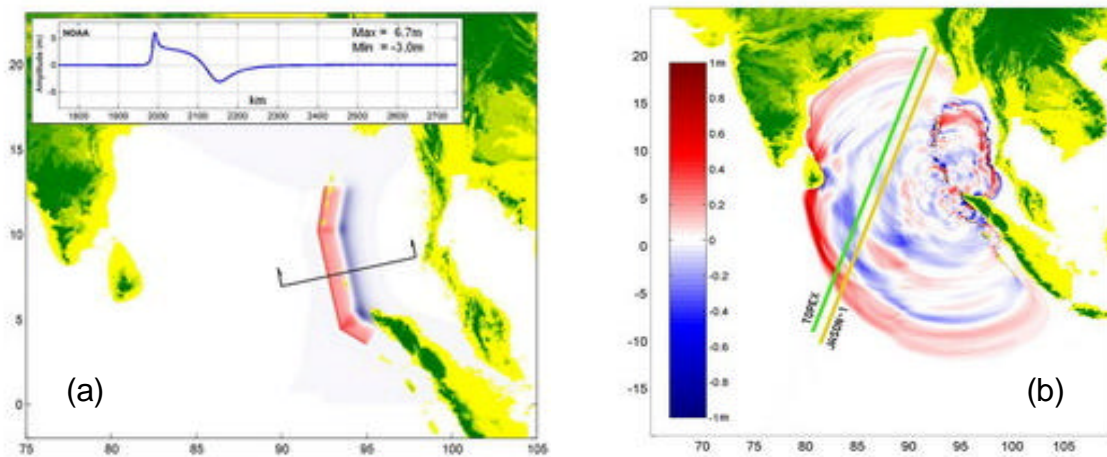 NOAA
Max = 6.7m
Min = -3.0m
Amplitude (m)
1800 1900 2000 2100 2200 2300 2400 2500 2600 2700
km
20
15
10
5
0
75 80 85 90 95 100 105
(a)
20
15
10
5
0
-5
-10
-15
70 75 80 85 90 95 100 105
1m
0.8
0.6
0.4
0.2
0
-0.2
-0.4
-0.6
-0.8
-1m
TOPEX
JASON-1
(b)